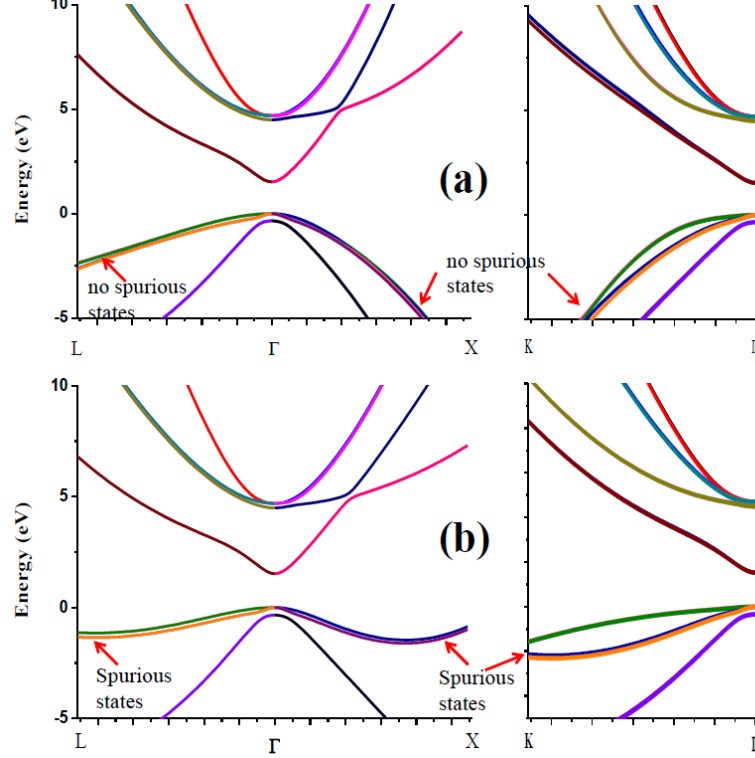 10
5
0
-5
Energy (eV)
(a)
no spurious
states
no spurious
states
L
Γ
X
K
10
5
0
-5
Energy (eV)
(b)
Spurious
states
Spurious
states
L
Γ
X
K